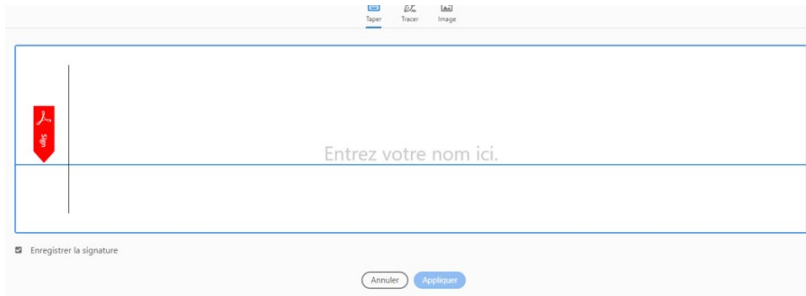 Taper Tracer Image
Sign
Entrez votre nom ici.
Enregistrer la signature
Annuler Appliquer